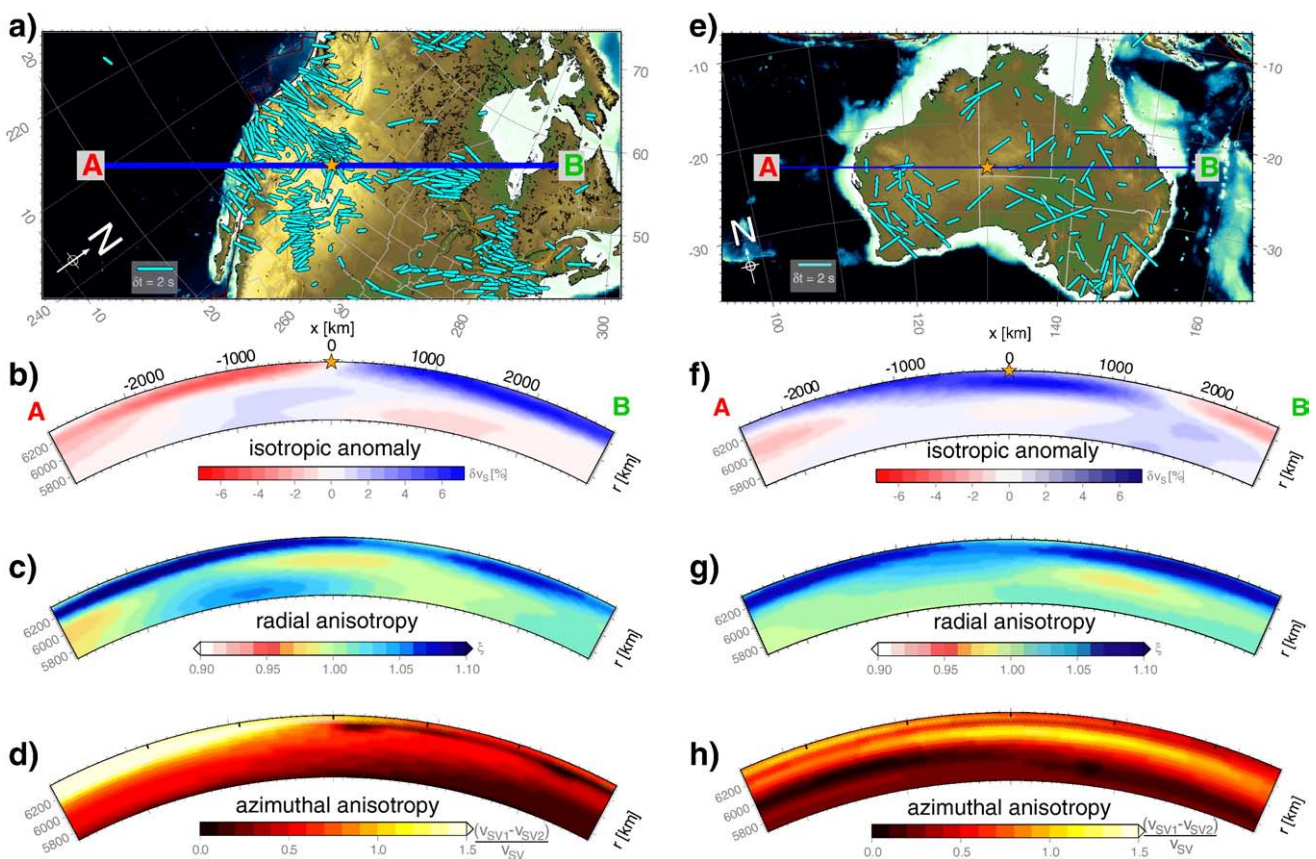 a)
20
220
10
240
10
260
30
280
300
70
60
50
A
B
N
δt = 2 s
x [km]
e)
-10
-20
-30
-10
-20
-30
100
120
140
160
A
B
N
δt = 2 s
x [km]
b)
A
B
-2000
-1000
0
1000
2000
6200
6000
5800
r [km]
isotropic anomaly
-6 -4 -2 0 2 4 6
δvS [%]
f)
A
B
-2000
-1000
0
1000
2000
6200
6000
5800
r [km]
isotropic anomaly
-6 -4 -2 0 2 4 6
δvS [%]
c)
6200
6000
5800
r [km]
radial anisotropy
ξ
0.90 0.95 1.00 1.05 1.10
g)
6200
6000
5800
r [km]
radial anisotropy
ξ
0.90 0.95 1.00 1.05 1.10
d)
6200
6000
5800
r [km]
azimuthal anisotropy
0.0 0.5 1.0 1.5
(vSV1-vSV2)
vSV
h)
6200
6000
5800
r [km]
azimuthal anisotropy
0.0 0.5 1.0 1.5
(vSV1-vSV2)
vSV